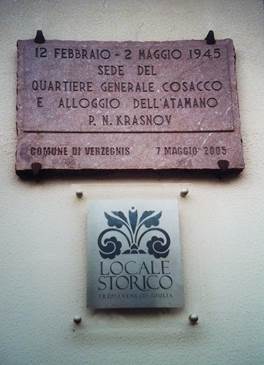 12 FEBBRAIO - 2 MAGGIO 1945
SEDE DEL
QUARTIERE GENERALE COSACCO
E ALLOGGIO DELL'ATAMANO
P. N. KRASNOV
COMUNE DI VERZEGNIS 7 MAGGIO 2005
LOCALE
STORICO